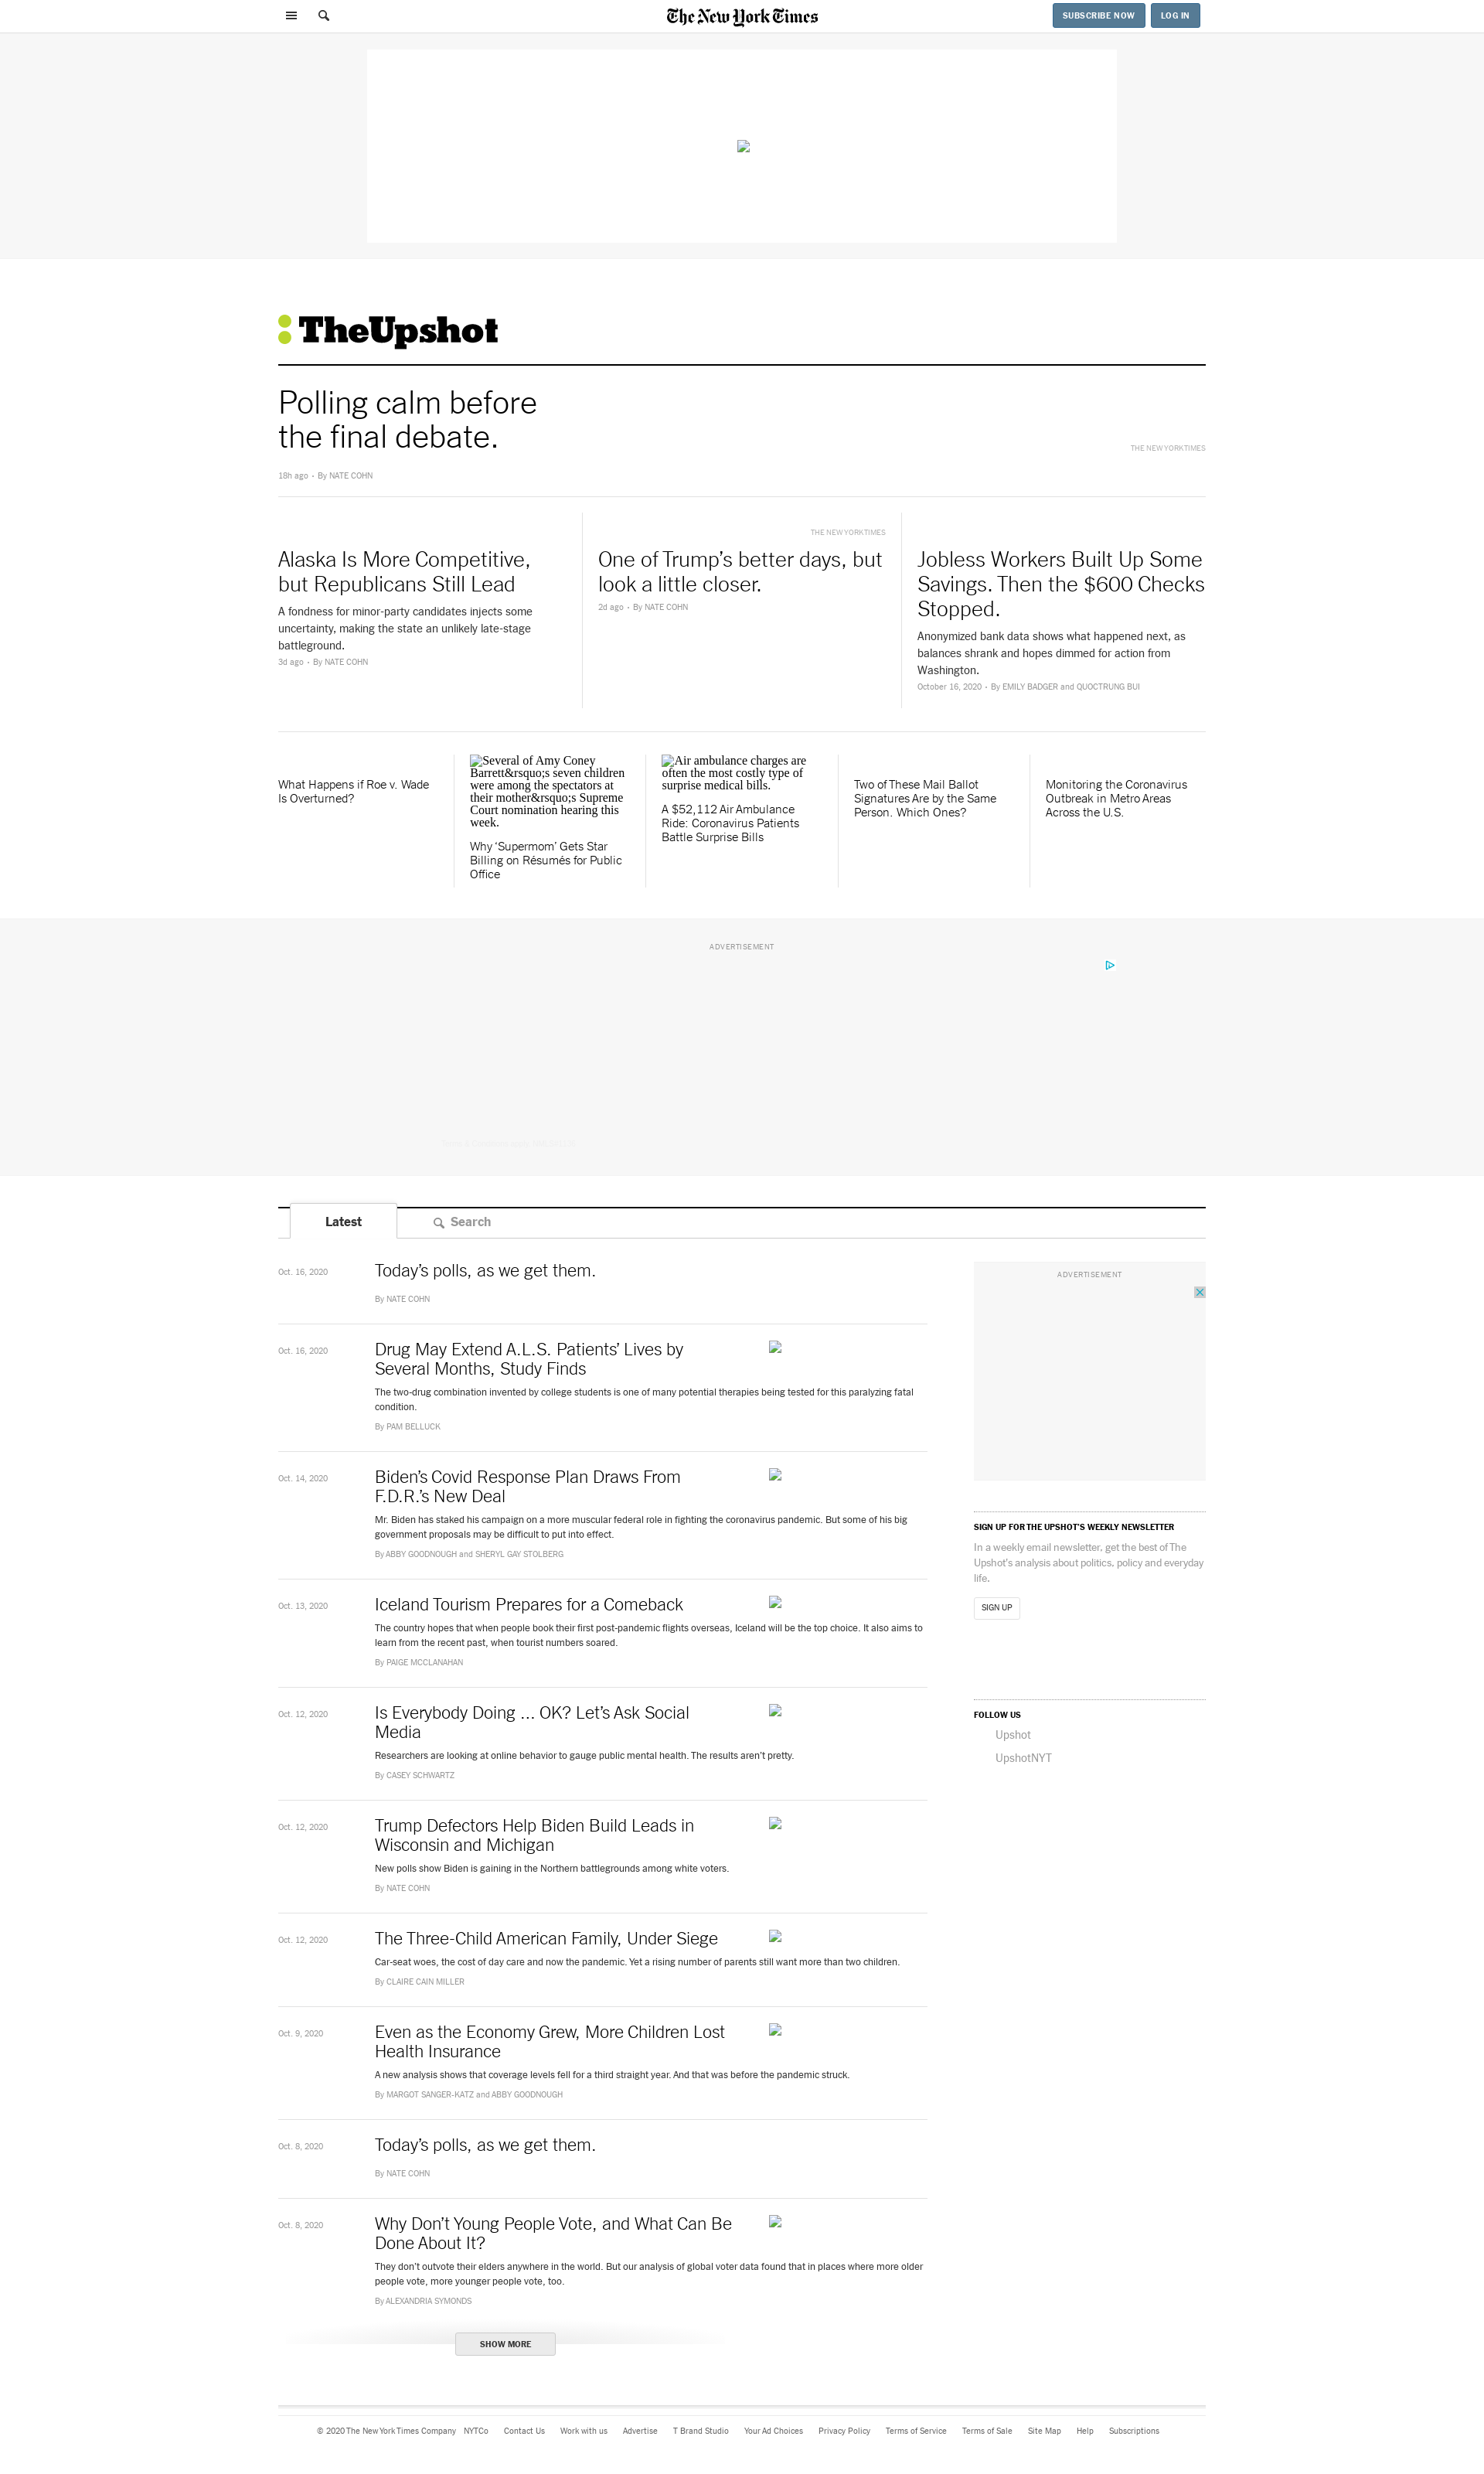 The New York Times
SUBSCRIBE NOW
LOG IN
TheUpshot
Polling calm before
the final debate.
THE NEW YORK TIMES
18h ago • By NATE COHN
Alaska Is More Competitive,
but Republicans Still Lead
A fondness for minor-party candidates injects some
uncertainty, making the state an unlikely late-stage
battleground.
3d ago • By NATE COHN
THE NEW YORK TIMES
One of Trump’s better days, but
look a little closer.
2d ago • By NATE COHN
Jobless Workers Built Up Some
Savings. Then the $600 Checks
Stopped.
Anonymized bank data shows what happened next, as
balances shrank and hopes dimmed for action from
Washington.
October 16, 2020 • By EMILY BADGER and QUOCTRUNG BUI
What Happens if Roe v. Wade
Is Overturned?
Several of Amy Coney
Barrett&rsquo;s seven children
were among the spectators at
their mother&rsquo;s Supreme
Court nomination hearing this
week.
Why ‘Supermom’ Gets Star
Billing on Résumés for Public
Office
Air ambulance charges are
often the most costly type of
surprise medical bills.
A $52,112 Air Ambulance
Ride: Coronavirus Patients
Battle Surprise Bills
Two of These Mail Ballot
Signatures Are by the Same
Person. Which Ones?
Monitoring the Coronavirus
Outbreak in Metro Areas
Across the U.S.
ADVERTISEMENT
Latest
Search
Oct. 16, 2020
Today’s polls, as we get them.
By NATE COHN
Oct. 16, 2020
Drug May Extend A.L.S. Patients’ Lives by
Several Months, Study Finds
The two-drug combination invented by college students is one of many potential therapies being tested for this paralyzing fatal
condition.
By PAM BELLUCK
Oct. 14, 2020
Biden’s Covid Response Plan Draws From
F.D.R.’s New Deal
Mr. Biden has staked his campaign on a more muscular federal role in fighting the coronavirus pandemic. But some of his big
government proposals may be difficult to put into effect.
By ABBY GOODNOUGH and SHERYL GAY STOLBERG
Oct. 13, 2020
Iceland Tourism Prepares for a Comeback
The country hopes that when people book their first post-pandemic flights overseas, Iceland will be the top choice. It also aims to
learn from the recent past, when tourist numbers soared.
By PAIGE MCCLANAHAN
Oct. 12, 2020
Is Everybody Doing ... OK? Let’s Ask Social
Media
Researchers are looking at online behavior to gauge public mental health. The results aren’t pretty.
By CASEY SCHWARTZ
Oct. 12, 2020
Trump Defectors Help Biden Build Leads in
Wisconsin and Michigan
New polls show Biden is gaining in the Northern battlegrounds among white voters.
By NATE COHN
Oct. 12, 2020
The Three-Child American Family, Under Siege
Car-seat woes, the cost of day care and now the pandemic. Yet a rising number of parents still want more than two children.
By CLAIRE CAIN MILLER
Oct. 9, 2020
Even as the Economy Grew, More Children Lost
Health Insurance
A new analysis shows that coverage levels fell for a third straight year. And that was before the pandemic struck.
By MARGOT SANGER-KATZ and ABBY GOODNOUGH
Oct. 8, 2020
Today’s polls, as we get them.
By NATE COHN
Oct. 8, 2020
Why Don’t Young People Vote, and What Can Be
Done About It?
They don’t outvote their elders anywhere in the world. But our analysis of global voter data found that in places where more older
people vote, more younger people vote, too.
By ALEXANDRIA SYMONDS
SHOW MORE
ADVERTISEMENT
SIGN UP FOR THE UPSHOT’S WEEKLY NEWSLETTER
In a weekly email newsletter, get the best of The
Upshot's analysis about politics, policy and everyday
life.
SIGN UP
FOLLOW US
Upshot
UpshotNYT
© 2020 The New York Times Company NYTCo Contact Us Work with us Advertise T Brand Studio Your Ad Choices Privacy Policy Terms of Service Terms of Sale Site Map Help Subscriptions